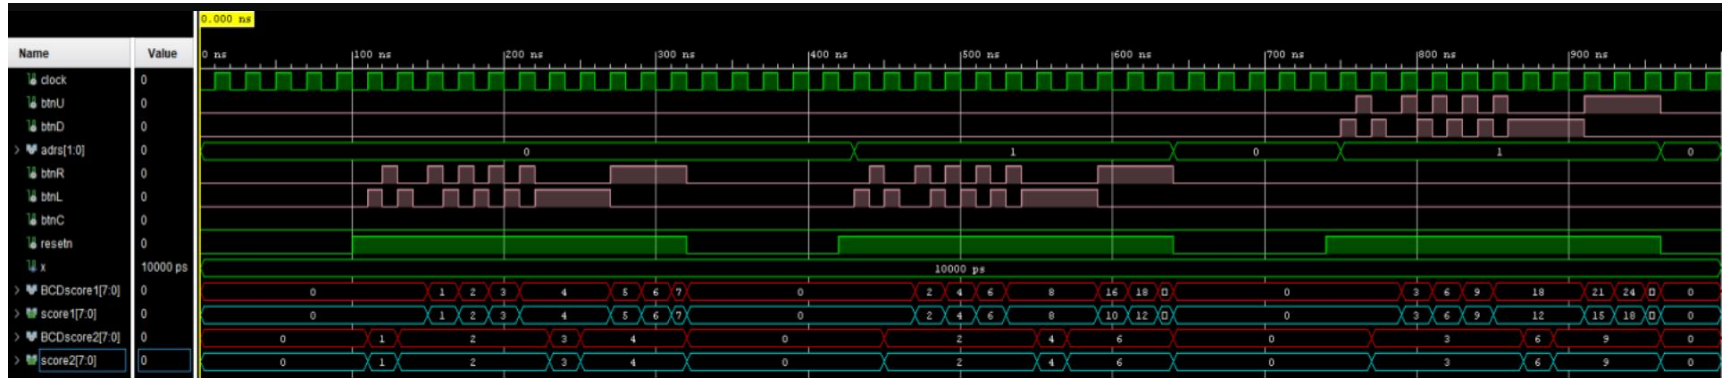 0.000 ns
Name Value 0 ns 100 ns 200 ns 300 ns 400 ns 500 ns 600 ns 700 ns 800 ns 900 ns
clock 0
btnU 0
btnD 0
adrs[1:0] 0 0 1 0 1 0
btnR 0
btnL 0
btnC 0
resetn 0
x 10000 ps 10000 ps
BCDscore1[7:0] 0 0 1 2 3 4 5 6 7 0 2 4 6 8 16 18 0 3 6 9 18 21 24 0
score1[7:0] 0 0 1 2 3 4 5 6 7 0 2 4 6 8 10 12 0 3 6 9 12 15 18 0
BCDscore2[7:0] 0 0 1 2 3 4 0 2 4 6 0 3 6 9 0
score2[7:0] 0 0 1 2 3 4 0 2 4 6 0 3 6 9 0